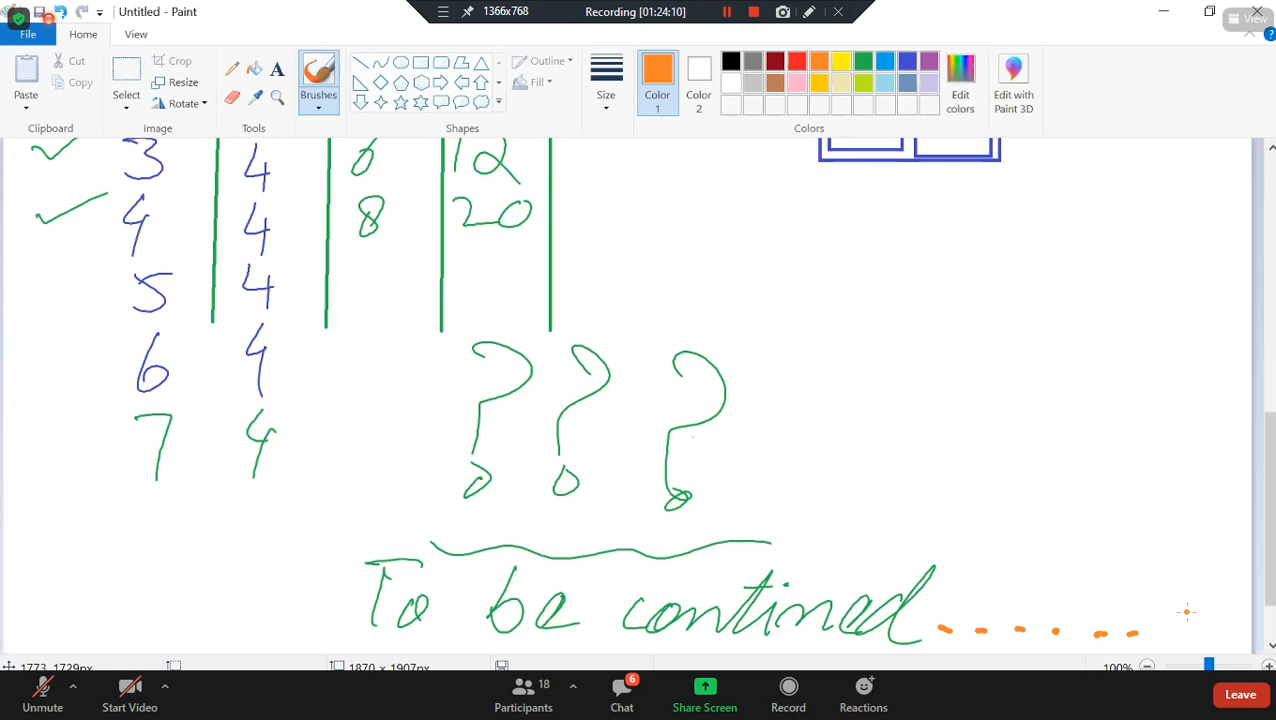 Untitled - Paint
1366x768
Recording [01:24:10]
View
File
Home
View
Paste
Cut
Copy
Clipboard
Select
Crop
Resize
Rotate
Image
A
Tools
Brushes
Outline
Fill
Shapes
Size
Color 1
Color 2
Edit colors
Edit with Paint 3D
Colors
3 4 6 12
4 4 8 20
5 4
6 4
7 4
? ? ?
To be contined......
1773, 1729px
1870 × 1907px
100%
Unmute
Start Video
18
Participants
6
Chat
Share Screen
Record
Reactions
Leave